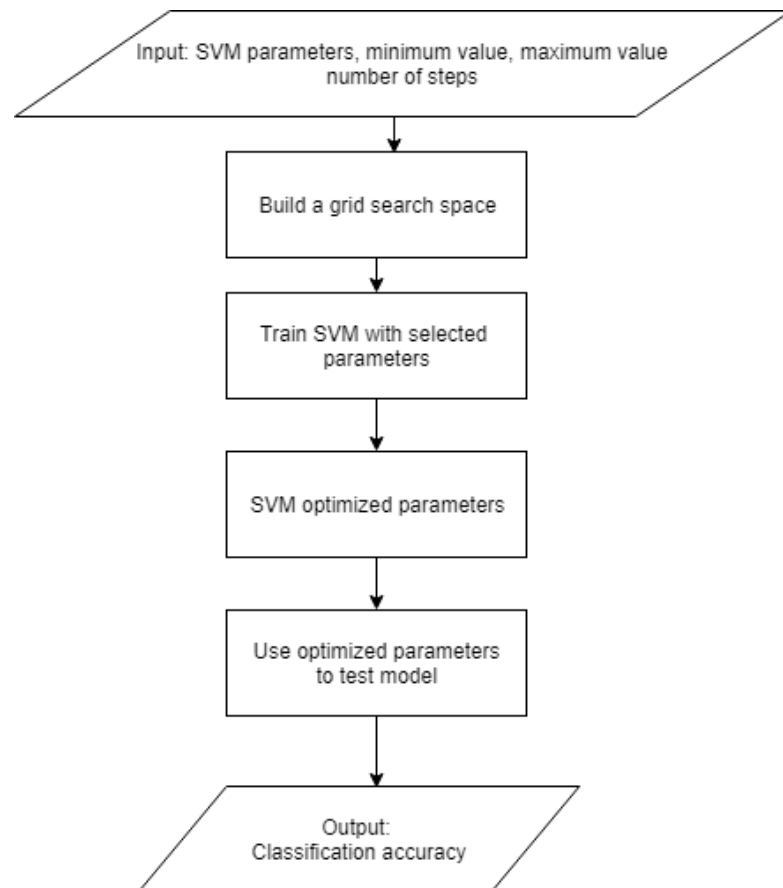 Input: SVM parameters, minimum value, maximum value
number of steps
Build a grid search space
Train SVM with selected
parameters
SVM optimized parameters
Use optimized parameters
to test model
Output:
Classification accuracy